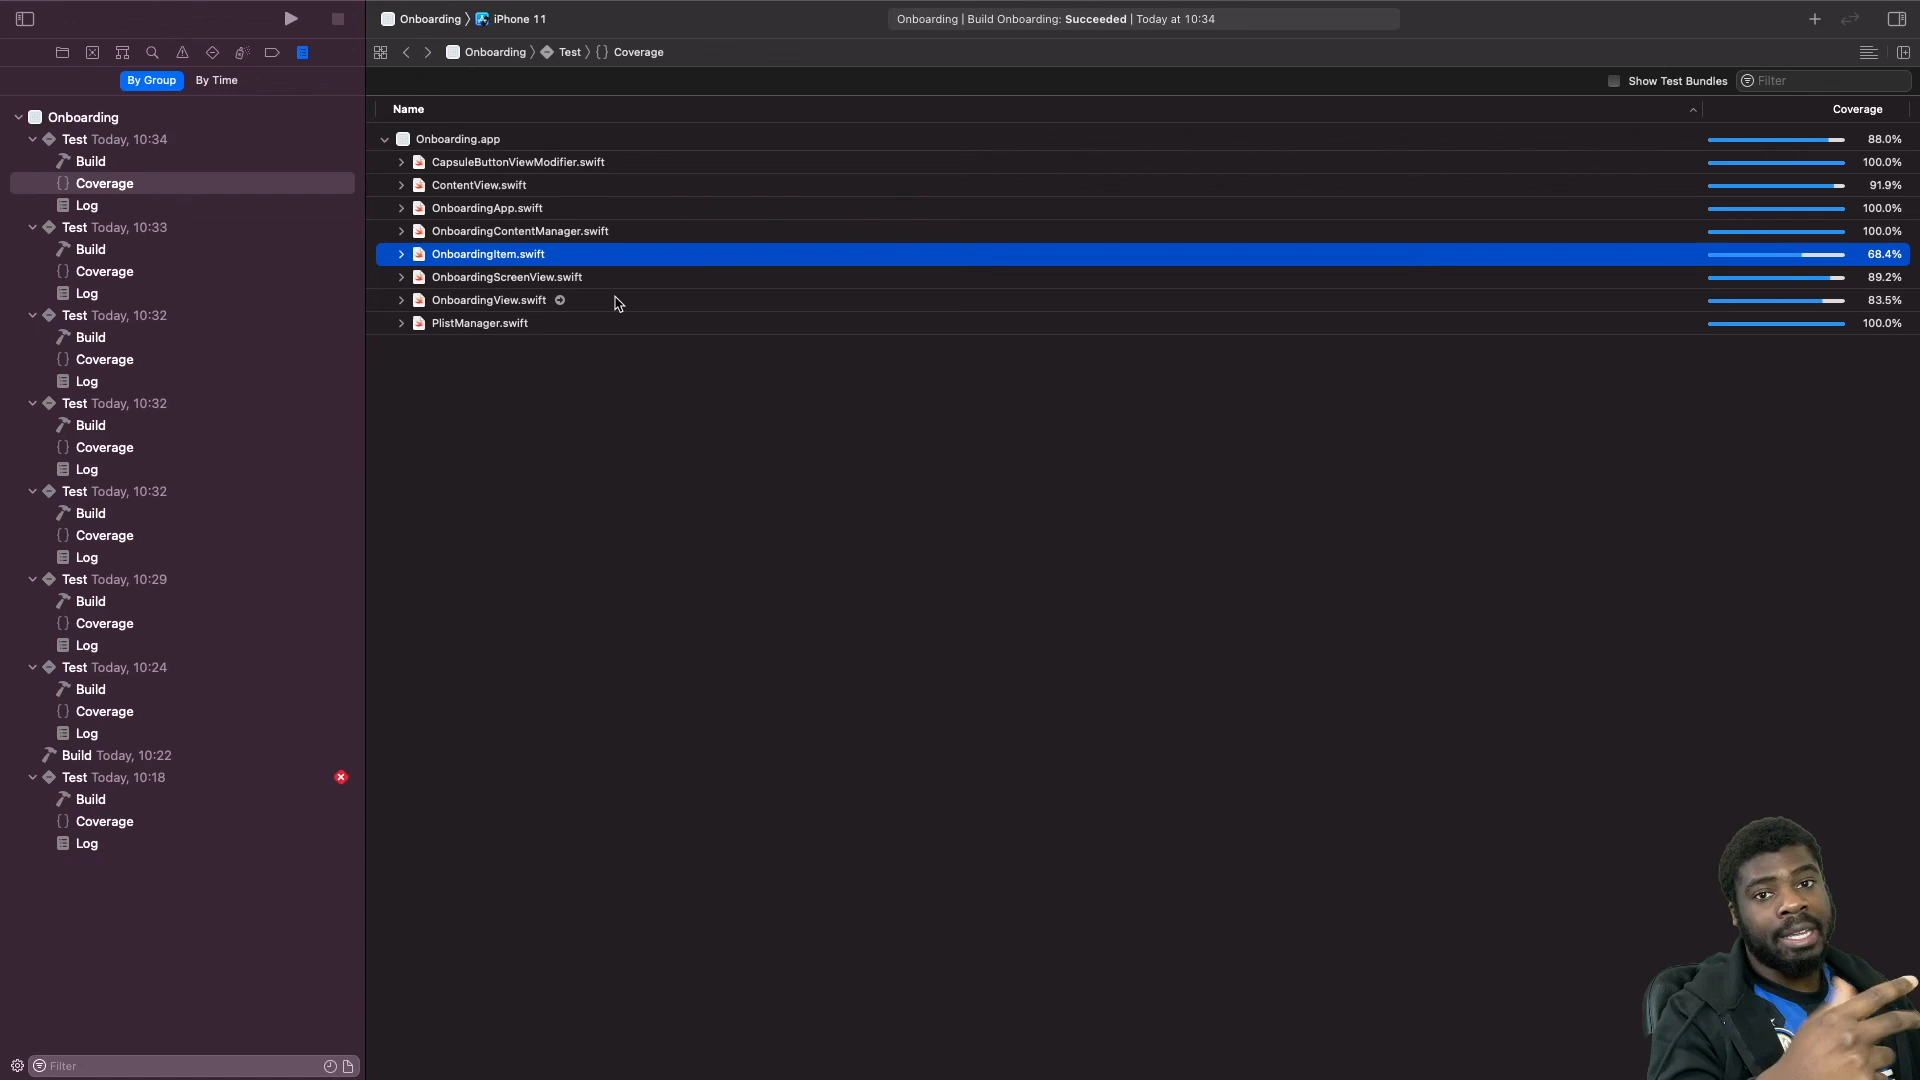 Onboarding 〉 iPhone 11
Onboarding | Build Onboarding: Succeeded | Today at 10:34
Onboarding 〉 Test 〉 {} Coverage
By Group By Time
Show Test Bundles Filter
Name Coverage
Onboarding.app 88.0%
CapsuleButtonViewModifier.swift 100.0%
ContentView.swift 91.9%
OnboardingApp.swift 100.0%
OnboardingContentManager.swift 100.0%
OnboardingItem.swift 68.4%
OnboardingScreenView.swift 89.2%
OnboardingView.swift 83.5%
PlistManager.swift 100.0%
Onboarding
Test Today, 10:34
Build
{} Coverage
Log
Test Today, 10:33
Build
{} Coverage
Log
Test Today, 10:32
Build
{} Coverage
Log
Test Today, 10:32
Build
{} Coverage
Log
Test Today, 10:32
Build
{} Coverage
Log
Test Today, 10:29
Build
{} Coverage
Log
Test Today, 10:24
Build
{} Coverage
Log
Build Today, 10:22
Test Today, 10:18
Build
{} Coverage
Log
Filter